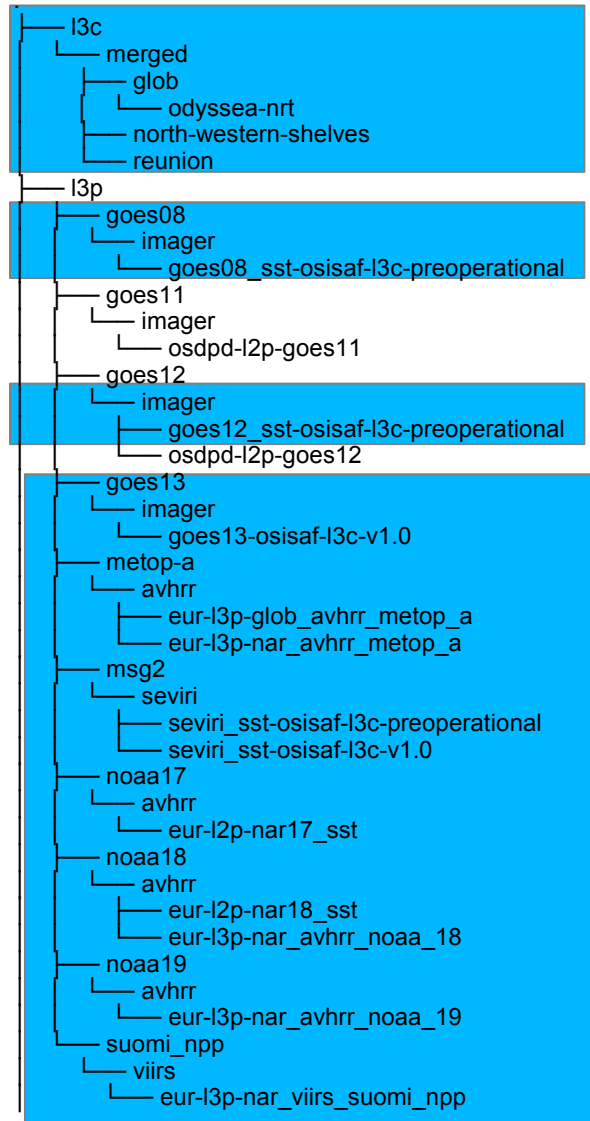 l3c
merged
glob
odyssea-nrt
north-western-shelves
reunion
l3p
goes08
imager
goes08_sst-osisaf-l3c-preoperational
goes11
imager
osdpd-l2p-goes11
goes12
imager
goes12_sst-osisaf-l3c-preoperational
osdpd-l2p-goes12
goes13
imager
goes13-osisaf-l3c-v1.0
metop-a
avhrr
eur-l3p-glob_avhrr_metop_a
eur-l3p-nar_avhrr_metop_a
msg2
seviri
seviri_sst-osisaf-l3c-preoperational
seviri_sst-osisaf-l3c-v1.0
noaa17
avhrr
eur-l2p-nar17_sst
noaa18
avhrr
eur-l2p-nar18_sst
eur-l3p-nar_avhrr_noaa_18
noaa19
avhrr
eur-l3p-nar_avhrr_noaa_19
suomi_npp
viirs
eur-l3p-nar_viirs_suomi_npp